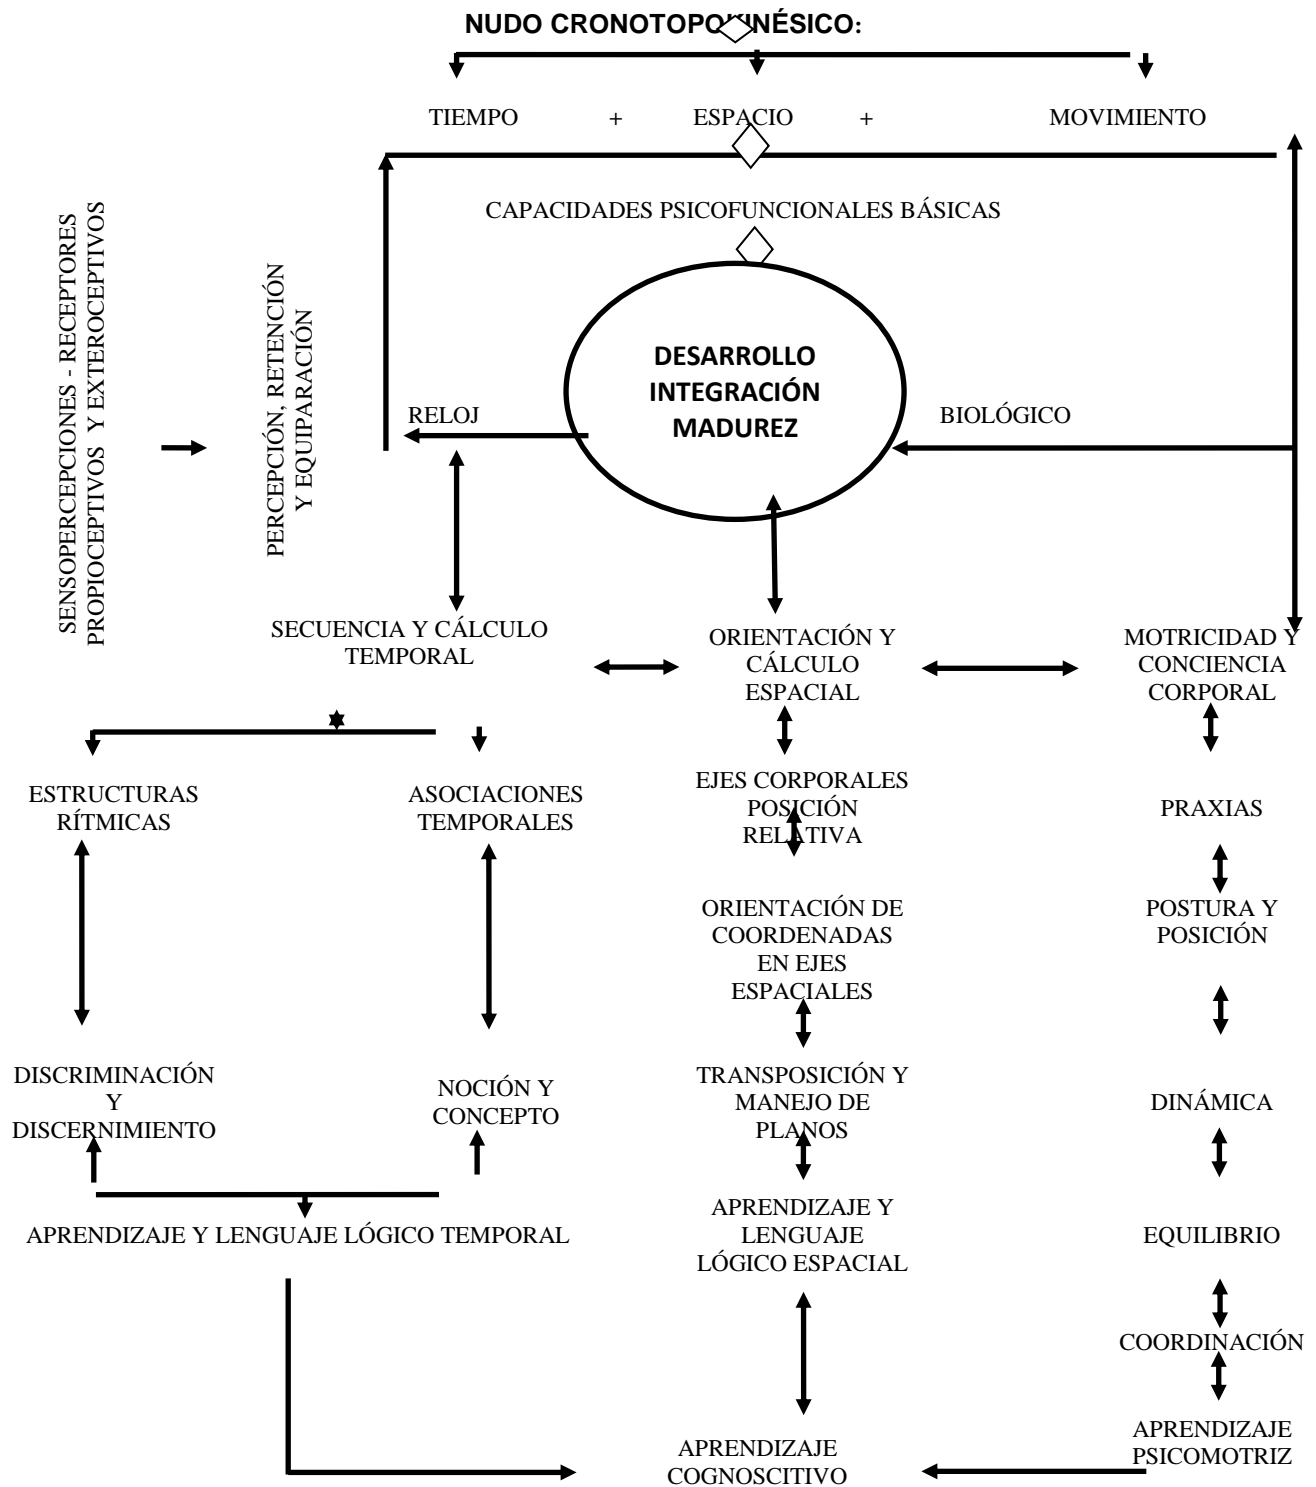 NUDO CRONOTOPOKINÉSICO:
TIEMPO + ESPACIO + MOVIMIENTO
CAPACIDADES PSICOFUNCIONALES BÁSICAS
SENSOPERCEPCIONES - RECEPTORES
PROPIOCEPTIVOS Y EXTEROCEPTIVOS
PERCEPCIÓN, RETENCIÓN
Y EQUIPARACIÓN
DESARROLLO
INTEGRACIÓN
MADUREZ
RELOJ
BIOLÓGICO
SECUENCIA Y CÁLCULO
TEMPORAL
ORIENTACIÓN Y
CÁLCULO
ESPACIAL
MOTRICIDAD Y
CONCIENCIA
CORPORAL
ESTRUCTURAS
RÍTMICAS
ASOCIACIONES
TEMPORALES
EJES CORPORALES
POSICIÓN
RELATIVA
PRAXIAS
ORIENTACIÓN DE
COORDENADAS
EN EJES
ESPACIALES
POSTURA Y
POSICIÓN
DISCRIMINACIÓN
Y
DISCERNIMIENTO
NOCIÓN Y
CONCEPTO
TRANSPOSICIÓN Y
MANEJO DE
PLANOS
DINÁMICA
APRENDIZAJE Y LENGUAJE LÓGICO TEMPORAL
APRENDIZAJE Y
LENGUAJE
LÓGICO ESPACIAL
EQUILIBRIO
COORDINACIÓN
APRENDIZAJE
PSICOMOTRIZ
APRENDIZAJE
COGNOSCITIVO